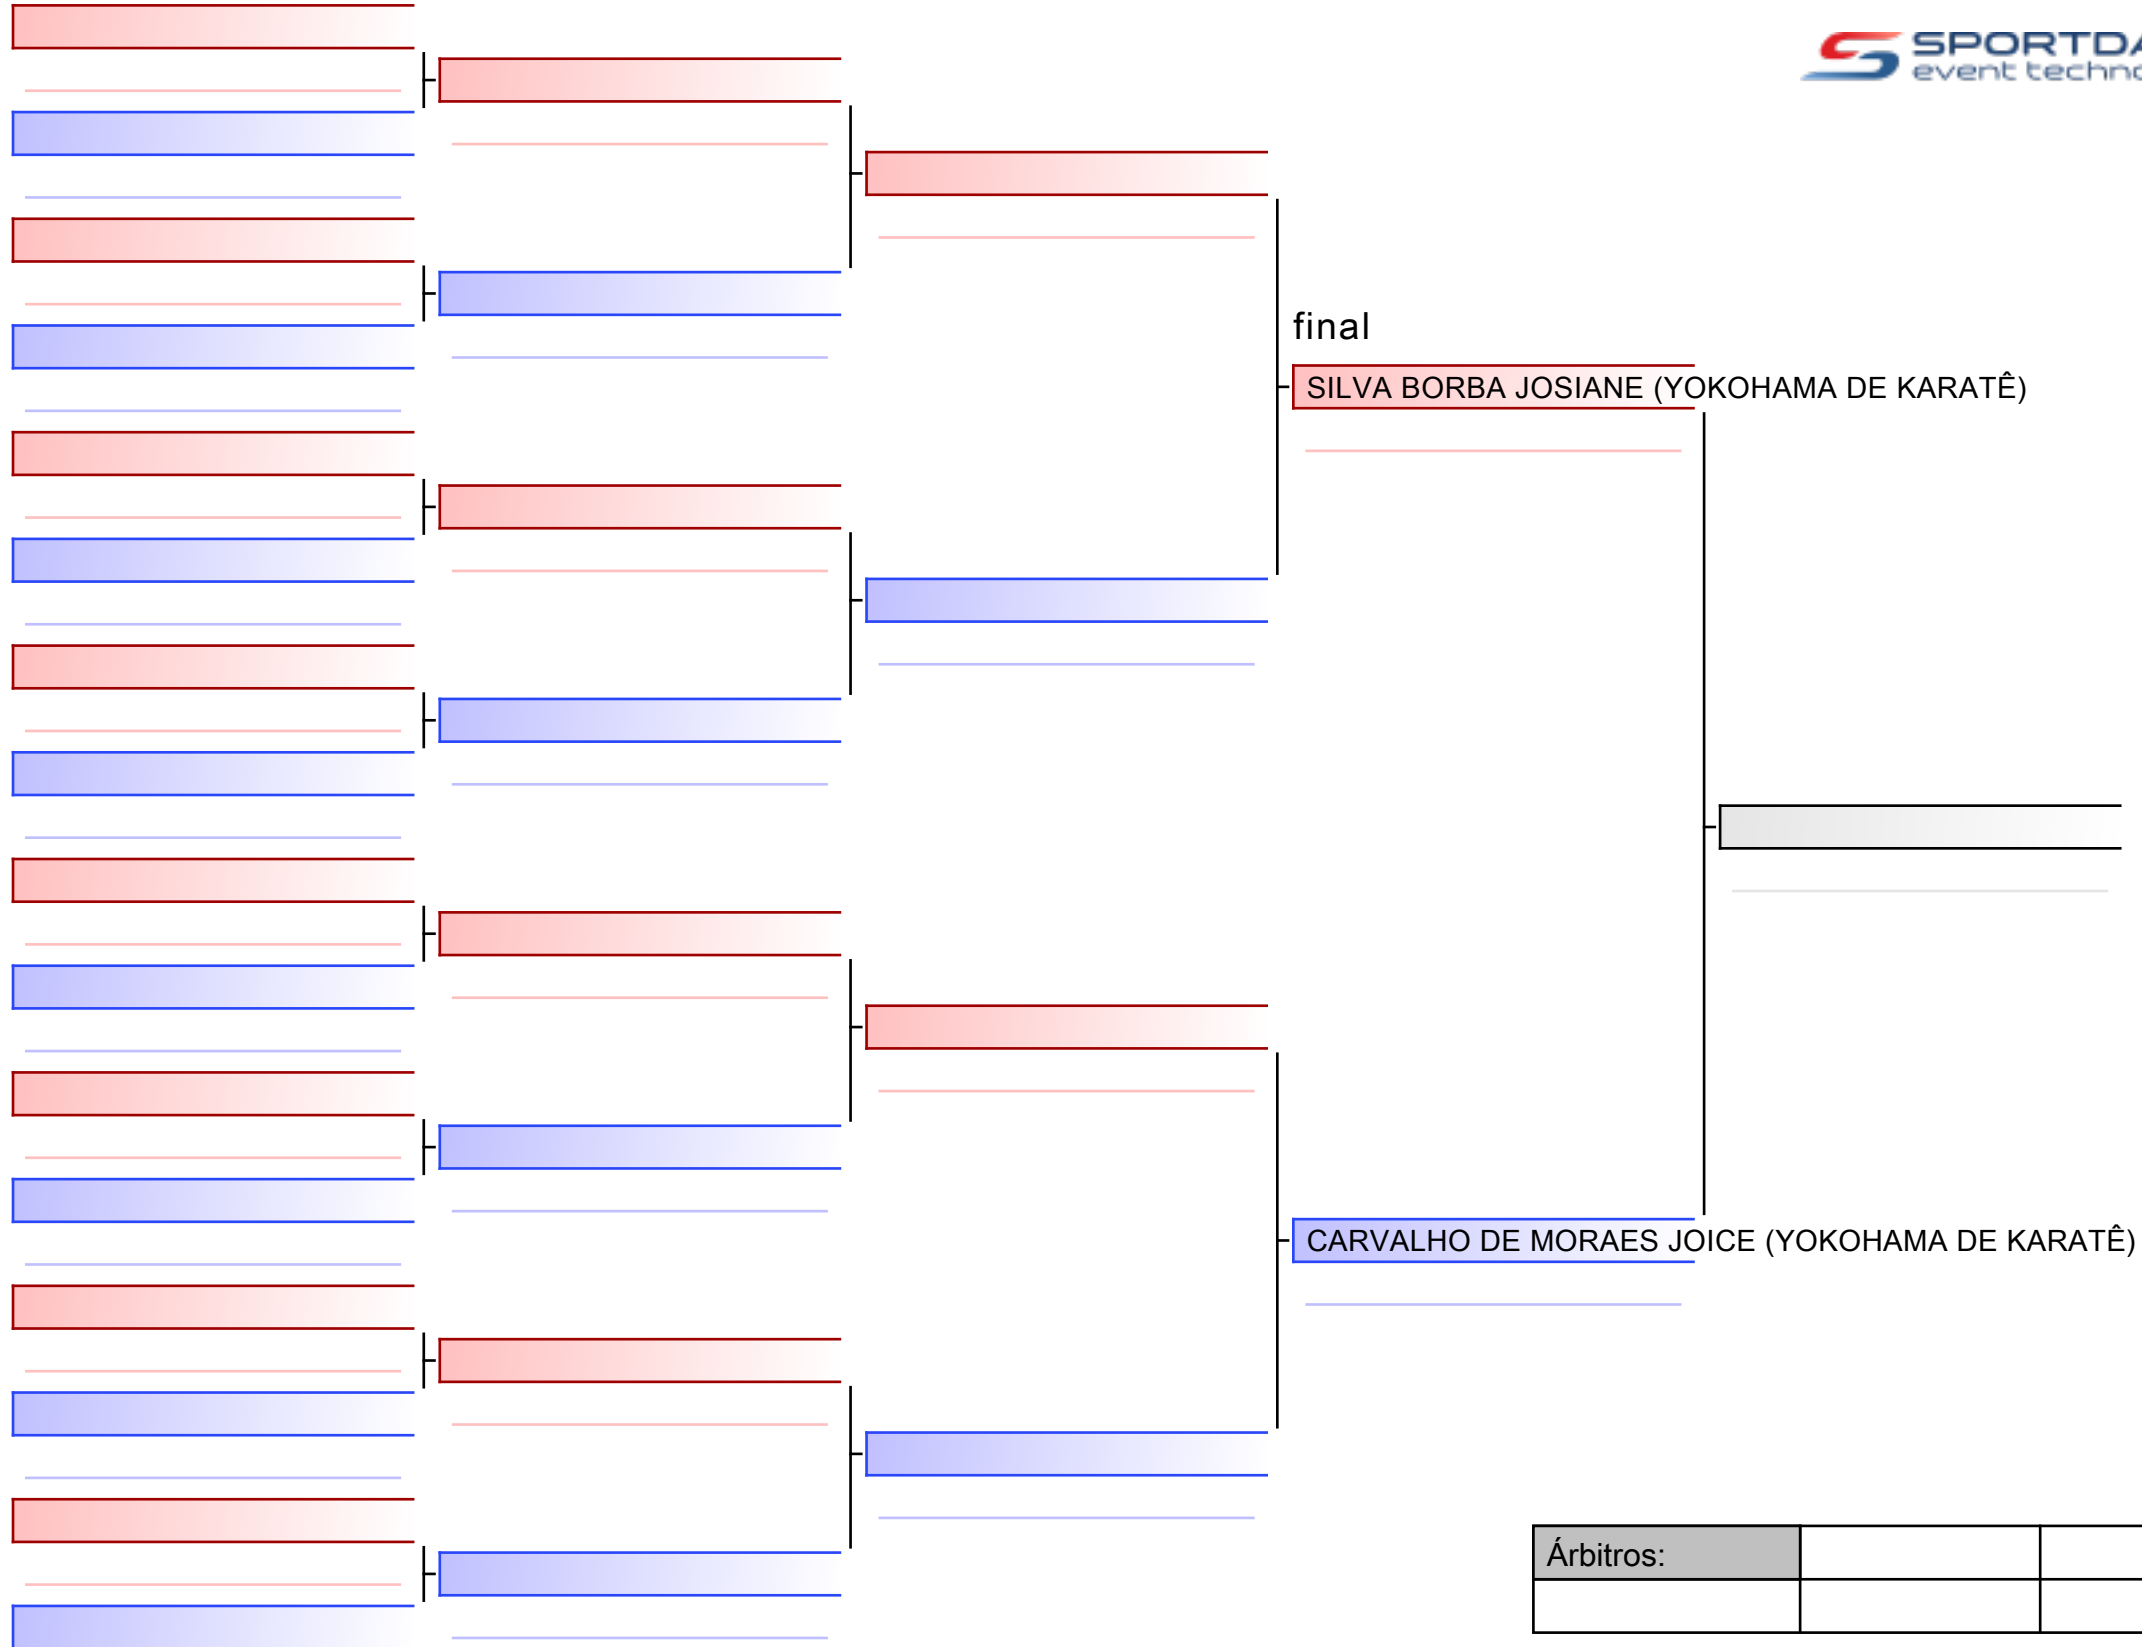 SPORTDA
event techno
final
SILVA BORBA JOSIANE (YOKOHAMA DE KARATÊ)
CARVALHO DE MORAES JOICE (YOKOHAMA DE KARATÊ)
Árbitros: